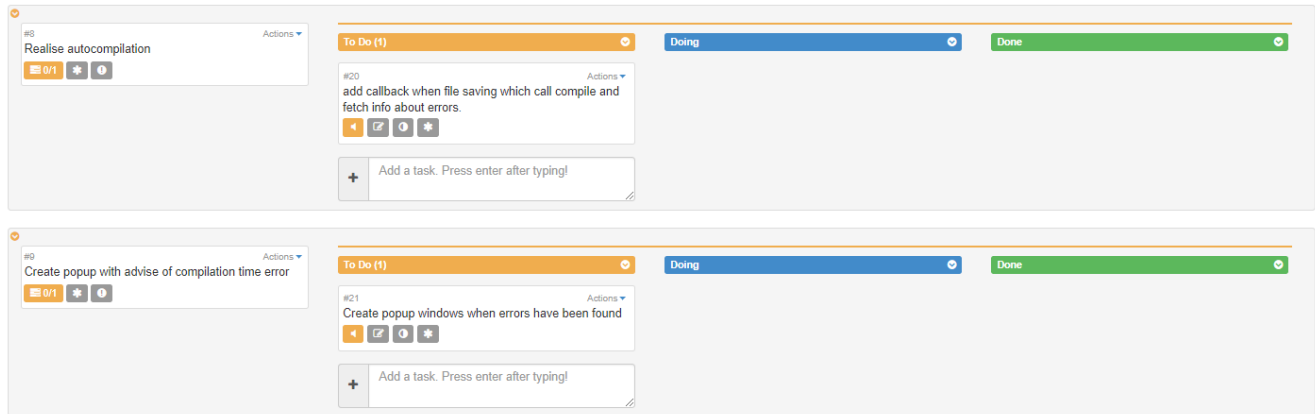 #8 Actions
Realise autocompilation
0/1
To Do (1) Doing Done
#20 Actions
add callback when file saving which call compile and
fetch info about errors.
Add a task. Press enter after typing!
#9 Actions
Create popup with advise of compilation time error
0/1
To Do (1) Doing Done
#21 Actions
Create popup windows when errors have been found
Add a task. Press enter after typing!